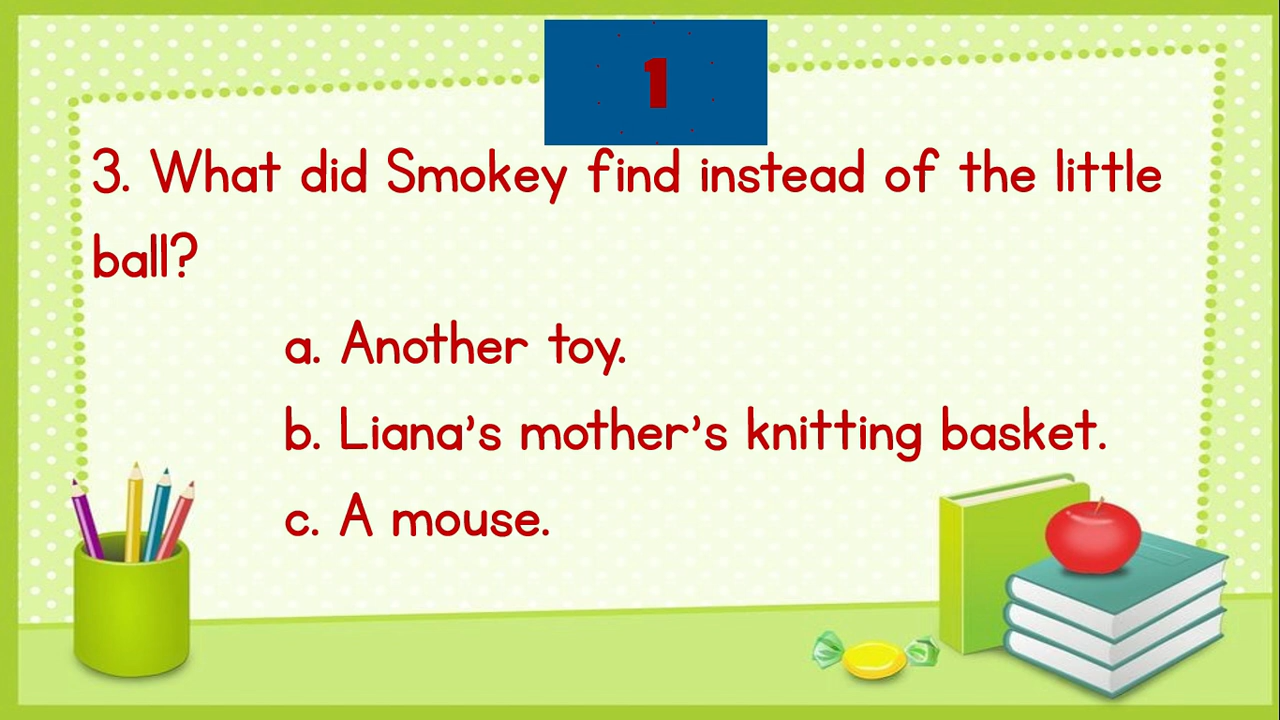 1
3. What did Smokey find instead of the little
ball?
a. Another toy.
b. Liana’s mother’s knitting basket.
c. A mouse.